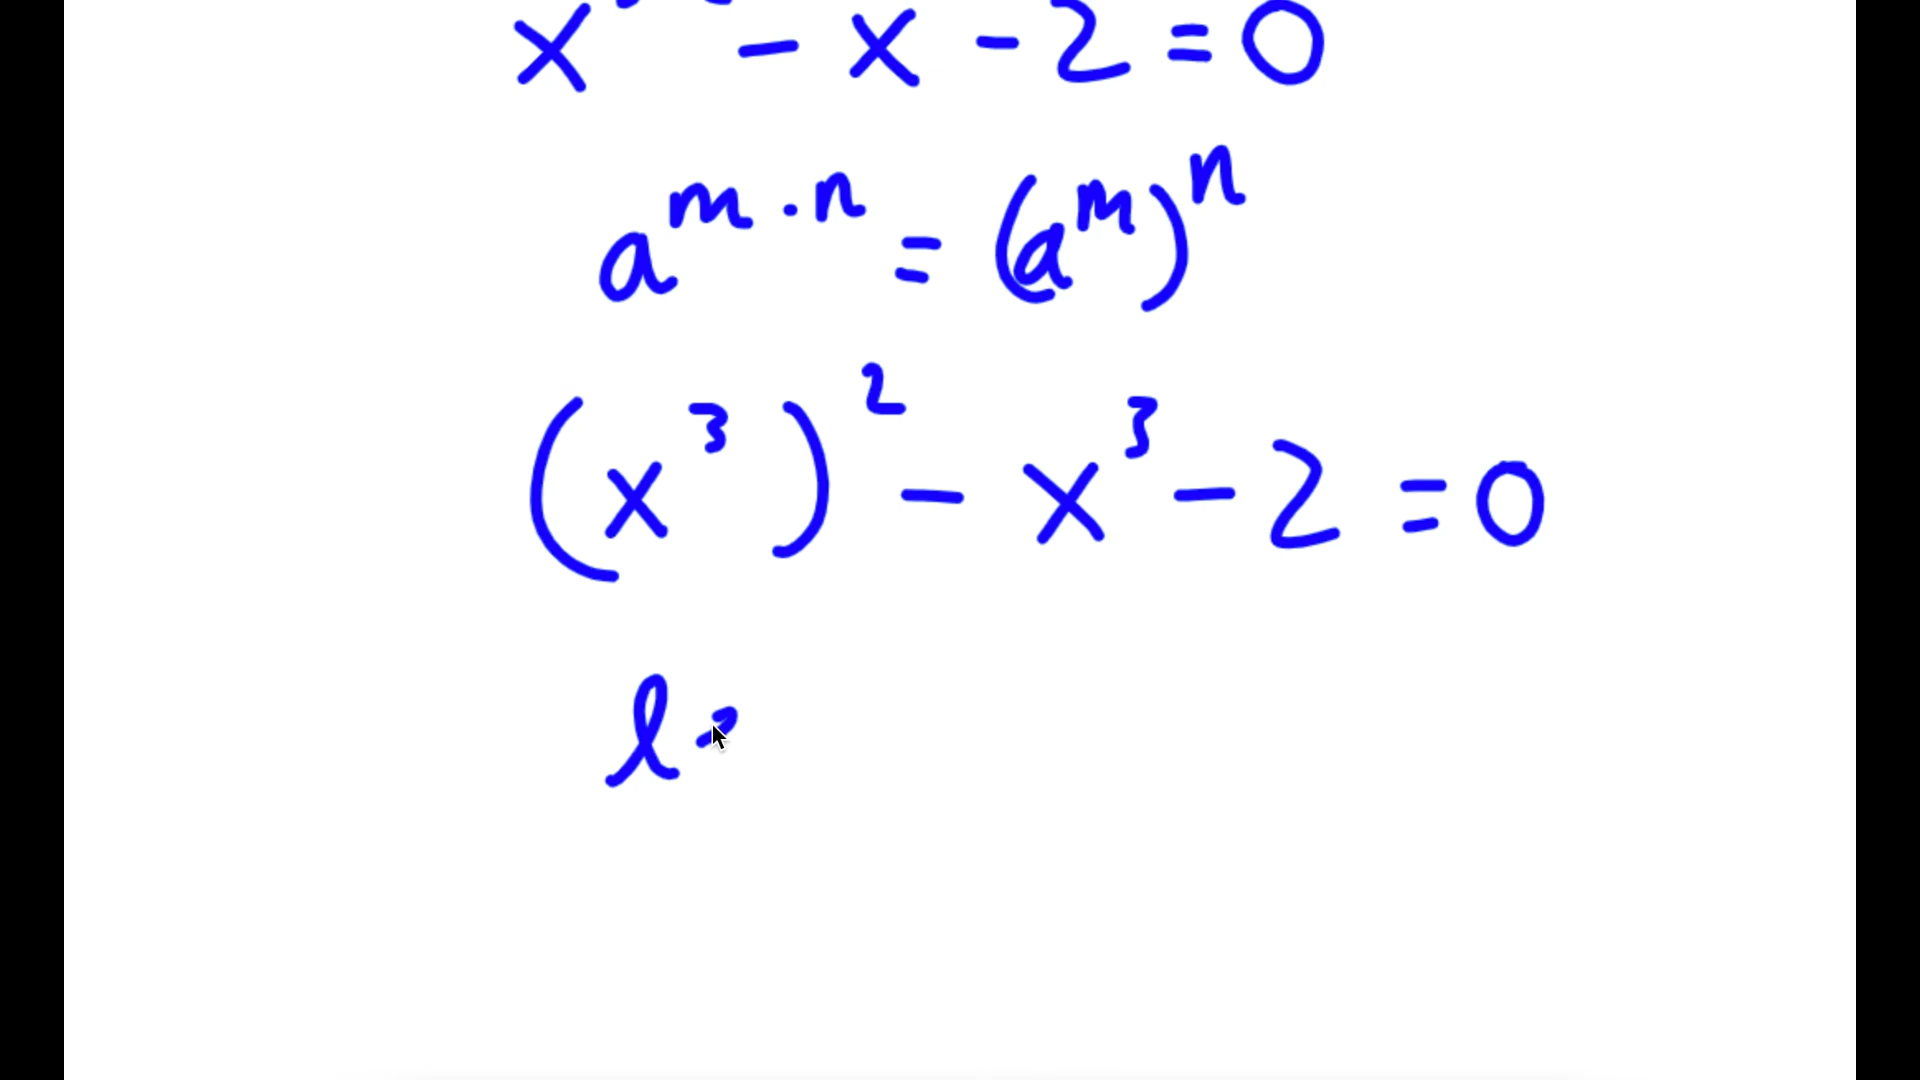 x - x - 2 = 0
a^{m · n} = (a^m)^n
(x^3)^2 - x^3 - 2 = 0